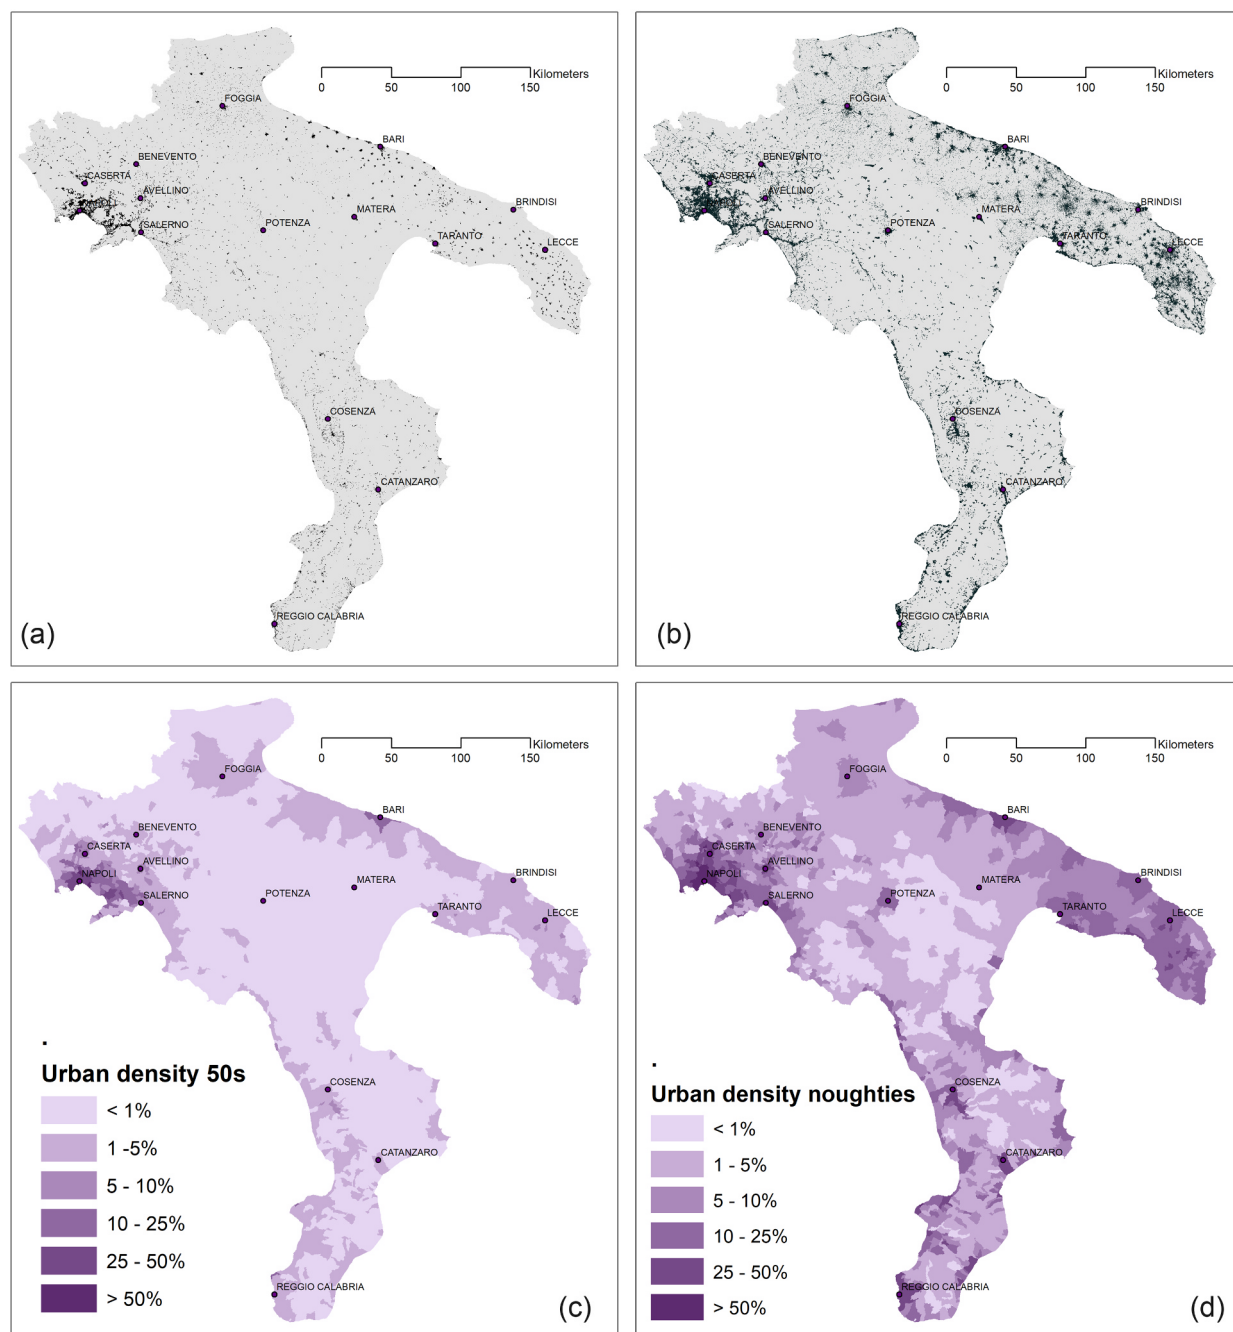 Kilometers
0 50 100 150
FOGGIA
BARI
BENEVENTO
CASERTA
AVELLINO
NAPOLI
SALERNO
POTENZA
MATERA
BRINDISI
TARANTO
LECCE
COSENZA
CATANZARO
REGGIO CALABRIA
(a)
Kilometers
0 50 100 150
FOGGIA
BARI
BENEVENTO
CASERTA
AVELLINO
SALERNO
POTENZA
MATERA
BRINDISI
TARANTO
LECCE
COSENZA
CATANZARO
REGGIO CALABRIA
(b)
Kilometers
0 50 100 150
FOGGIA
BARI
BENEVENTO
CASERTA
AVELLINO
NAPOLI
SALERNO
POTENZA
MATERA
BRINDISI
TARANTO
LECCE
COSENZA
CATANZARO
REGGIO CALABRIA
Urban density 50s
< 1%
1 -5%
5 - 10%
10 - 25%
25 - 50%
> 50%
(c)
Kilometers
0 50 100 150
FOGGIA
BARI
BENEVENTO
CASERTA
AVELLINO
NAPOLI
SALERNO
POTENZA
MATERA
BRINDISI
TARANTO
LECCE
COSENZA
CATANZARO
REGGIO CALABRIA
Urban density noughties
< 1%
1 - 5%
5 - 10%
10 - 25%
25 - 50%
> 50%
(d)